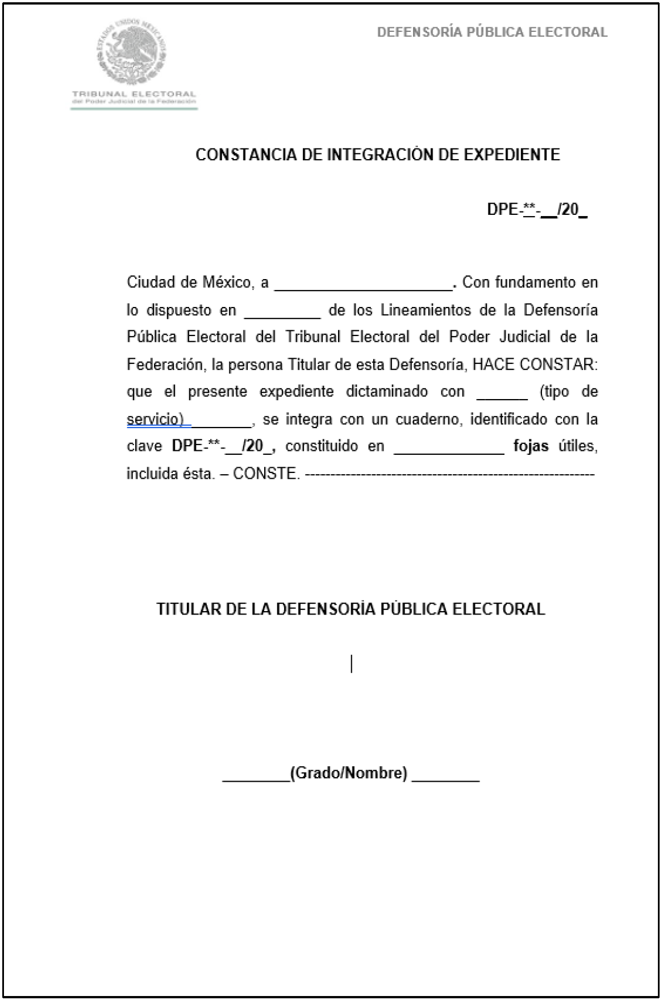 ESTADOS UNIDOS MEXICANOS
DEFENSORÍA PÚBLICA ELECTORAL
TRIBUNAL ELECTORAL
del Poder Judicial de la Federación
CONSTANCIA DE INTEGRACIÓN DE EXPEDIENTE
DPE-**-__/20_
Ciudad de México, a _____________________. Con fundamento en
lo dispuesto en _________ de los Lineamientos de la Defensoría
Pública Electoral del Tribunal Electoral del Poder Judicial de la
Federación, la persona Titular de esta Defensoría, HACE CONSTAR:
que el presente expediente dictaminado con ______ (tipo de
servicio) _______, se integra con un cuaderno, identificado con la
clave DPE-**-__/20_, constituido en _____________ fojas útiles,
incluida ésta. – CONSTE. ---------------------------------------------------------
TITULAR DE LA DEFENSORÍA PÚBLICA ELECTORAL
________(Grado/Nombre) ________